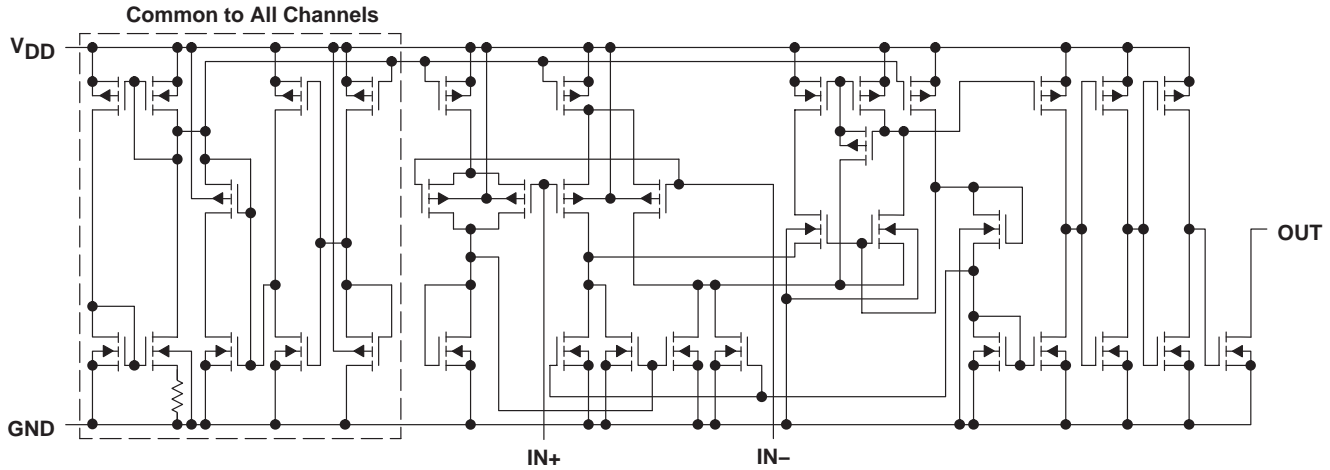 Common to All Channels
VDD
OUT
GND
IN+
IN−